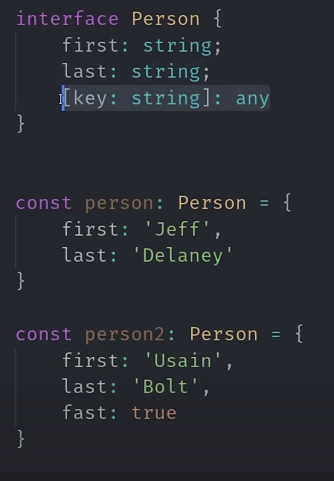 interface Person {
    first: string;
    last: string;
    [key: string]: any
}
const person: Person = {
    first: 'Jeff',
    last: 'Delaney'
}
const person2: Person = {
    first: 'Usain',
    last: 'Bolt',
    fast: true
}